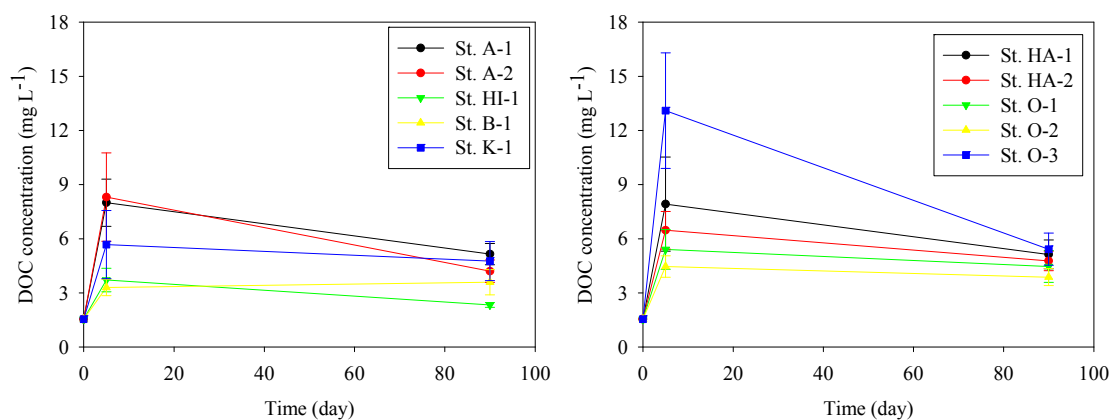 18
15
12
9
6
3
0
DOC concentration (mg L⁻¹)
St. A-1
St. A-2
St. HI-1
St. B-1
St. K-1
0 20 40 60 80 100
Time (day)
18
15
12
9
6
3
0
DOC concentration (mg L⁻¹)
St. HA-1
St. HA-2
St. O-1
St. O-2
St. O-3
0 20 40 60 80 100
Time (day)